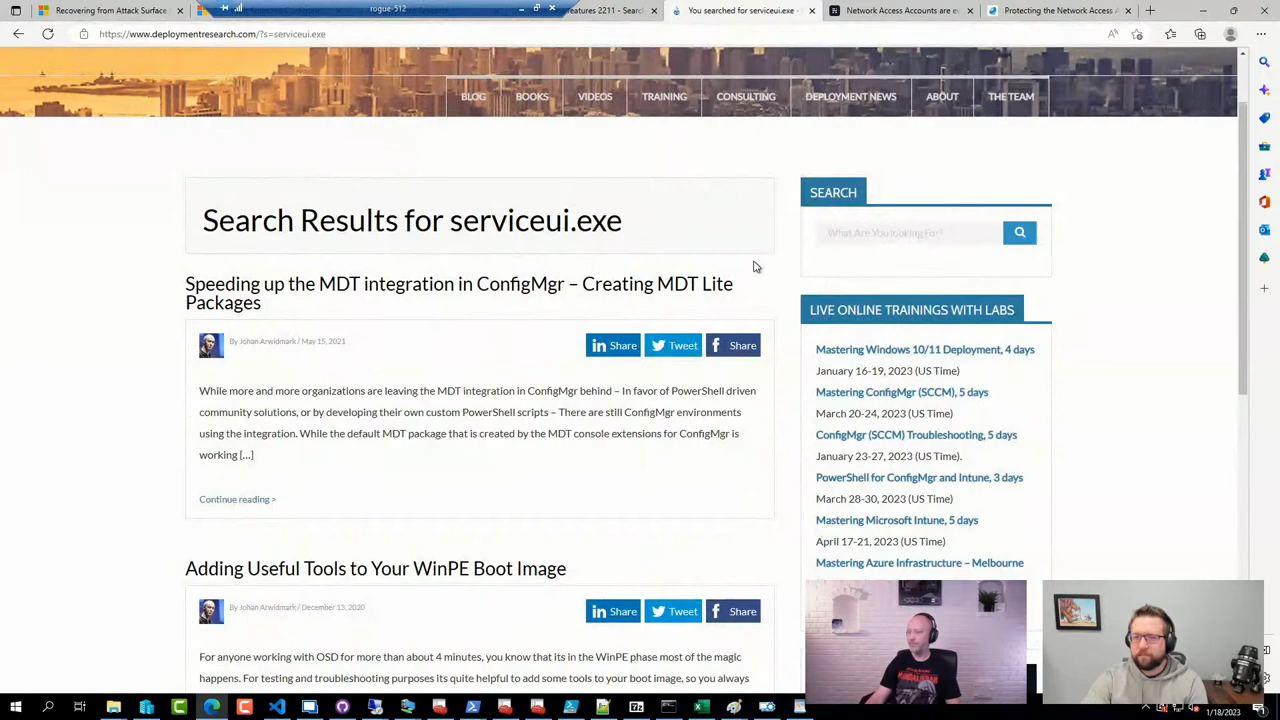 Recovering from Attack Surface
rogue-512
Features 2211 - Search
You searched for serviceui.exe -
Network Access Accounts are ev
Protecting the Network Access A
https://www.deploymentresearch.com/?s=serviceui.exe
BLOG
BOOKS
VIDEOS
TRAINING
CONSULTING
DEPLOYMENT NEWS
ABOUT
THE TEAM
Search Results for serviceui.exe
Speeding up the MDT integration in ConfigMgr – Creating MDT Lite
Packages
By Johan Arwidmark / May 15, 2021
Share
Tweet
Share
While more and more organizations are leaving the MDT integration in ConfigMgr behind – In favor of PowerShell driven
community solutions, or by developing their own custom PowerShell scripts – There are still ConfigMgr environments
using the integration. While the default MDT package that is created by the MDT console extensions for ConfigMgr is
working […]
Continue reading >
Adding Useful Tools to Your WinPE Boot Image
By Johan Arwidmark / December 13, 2020
Share
Tweet
Share
For anyone working with OSD for more than about 4 minutes, you know that its in the WinPE phase most of the magic
happens. For testing and troubleshooting purposes its quite helpful to add some tools to your boot image, so you always
SEARCH
What Are You looking For?
LIVE ONLINE TRAININGS WITH LABS
Mastering Windows 10/11 Deployment, 4 days
January 16-19, 2023 (US Time)
Mastering ConfigMgr (SCCM), 5 days
March 20-24, 2023 (US Time)
ConfigMgr (SCCM) Troubleshooting, 5 days
January 23-27, 2023 (US Time).
PowerShell for ConfigMgr and Intune, 3 days
March 28-30, 2023 (US Time)
Mastering Microsoft Intune, 5 days
April 17-21, 2023 (US Time)
Mastering Azure Infrastructure – Melbourne
1/18/2023